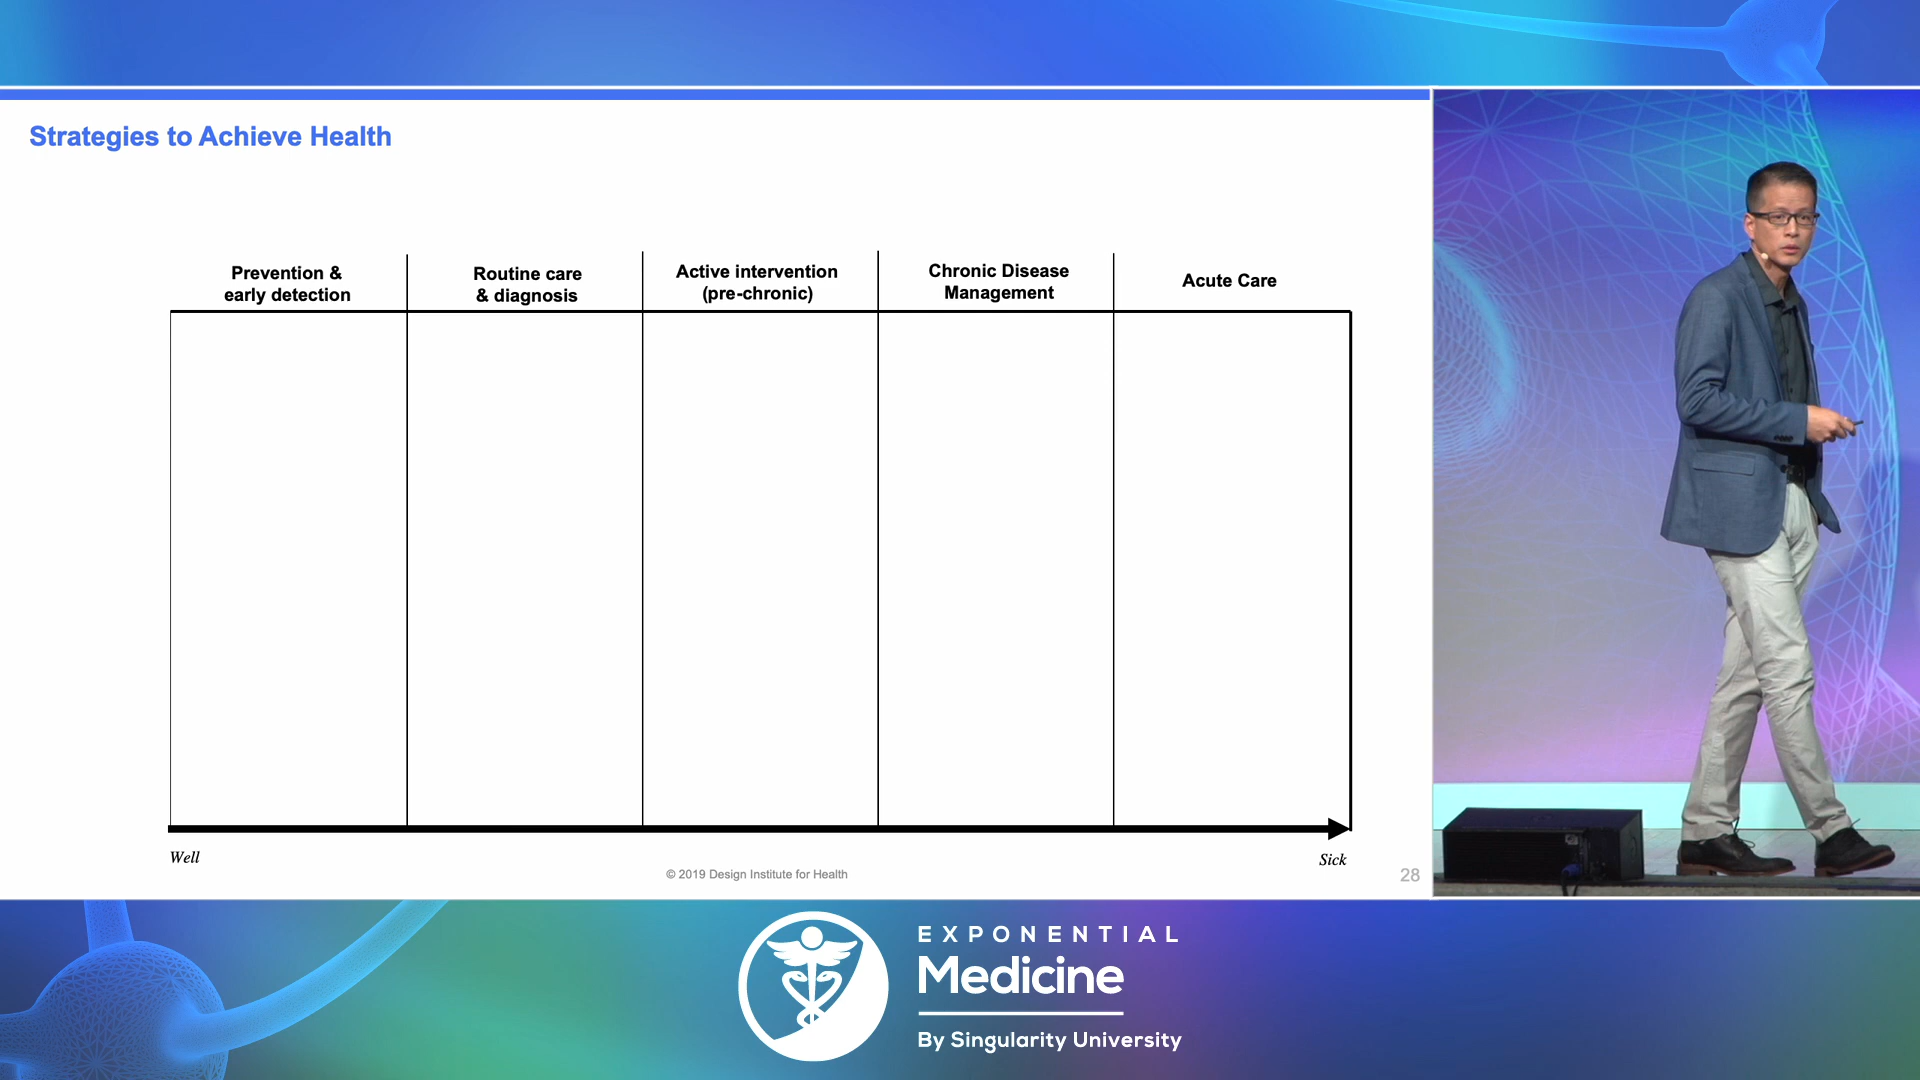 Strategies to Achieve Health
Prevention &
early detection
Routine care
& diagnosis
Active intervention
(pre-chronic)
Chronic Disease
Management
Acute Care
Well
Sick
© 2019 Design Institute for Health
28
EXPONENTIAL
Medicine
By Singularity University